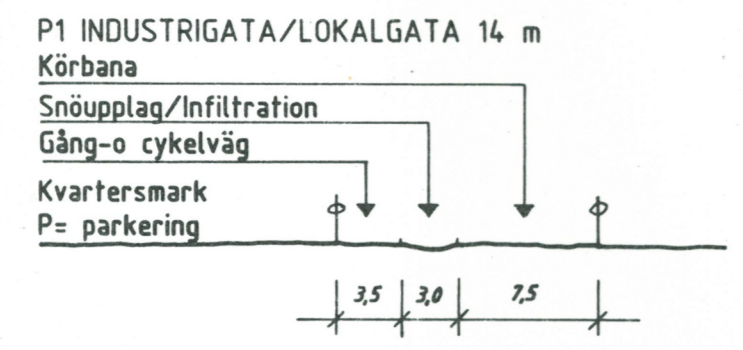 P1 INDUSTRIGATA/LOKALGATA 14 m
Körbana
Snöupplag/Infiltration
Gång-o cykelväg
Kvartersmark
P= parkering
3,5 3,0 7,5